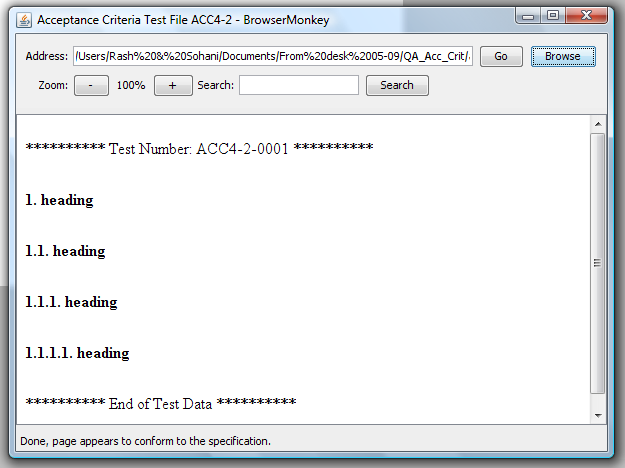 Acceptance Criteria Test File ACC4-2 - BrowserMonkey
Address: /Users/Rash%20&%20Sohani/Documents/From%20desk%2005-09/QA_Acc_Crit/. Go Browse
Zoom: - 100% + Search: Search
********** Test Number: ACC4-2-0001 **********
1. heading
1.1. heading
1.1.1. heading
1.1.1.1. heading
********** End of Test Data **********
Done, page appears to conform to the specification.